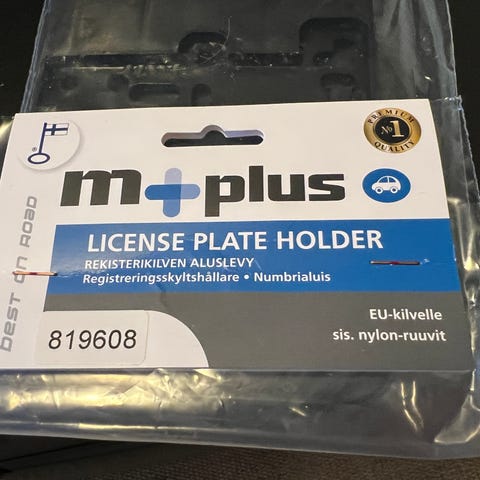 PREMIUM
No1
QUALITY
m+plus
BEST ON ROAD
LICENSE PLATE HOLDER
REKISTERIKILVEN ALUSLEVY
Registreringsskyltshållare • Numbrialuis
EU-kilvelle
sis. nylon-ruuvit
819608